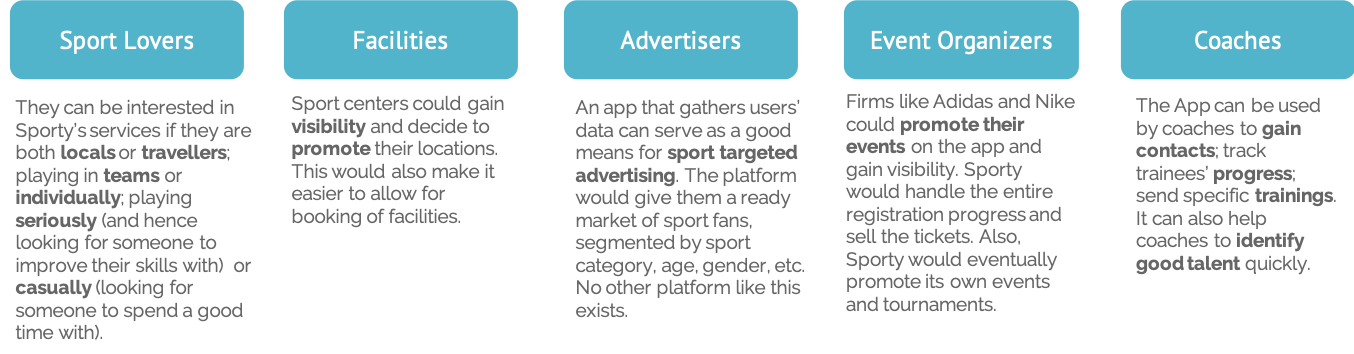 Sport Lovers
They can be interested in
Sporty's services if they are
both locals or travellers;
playing in teams or
individually; playing
seriously (and hence
looking for someone to
improve their skills with) or
casually (looking for
someone to spend a good
time with).
Facilities
Sport centers could gain
visibility and decide to
promote their locations.
This would also make it
easier to allow for
booking of facilities.
Advertisers
An app that gathers users'
data can serve as a good
means for sport targeted
advertising. The platform
would give them a ready
market of sport fans,
segmented by sport
category, age, gender, etc.
No other platform like this
exists.
Event Organizers
Firms like Adidas and Nike
could promote their
events on the app and
gain visibility. Sporty
would handle the entire
registration progress and
sell the tickets. Also,
Sporty would eventually
promote its own events
and tournaments.
Coaches
The App can be used
by coaches to gain
contacts; track
trainees' progress;
send specific trainings.
It can also help
coaches to identify
good talent quickly.